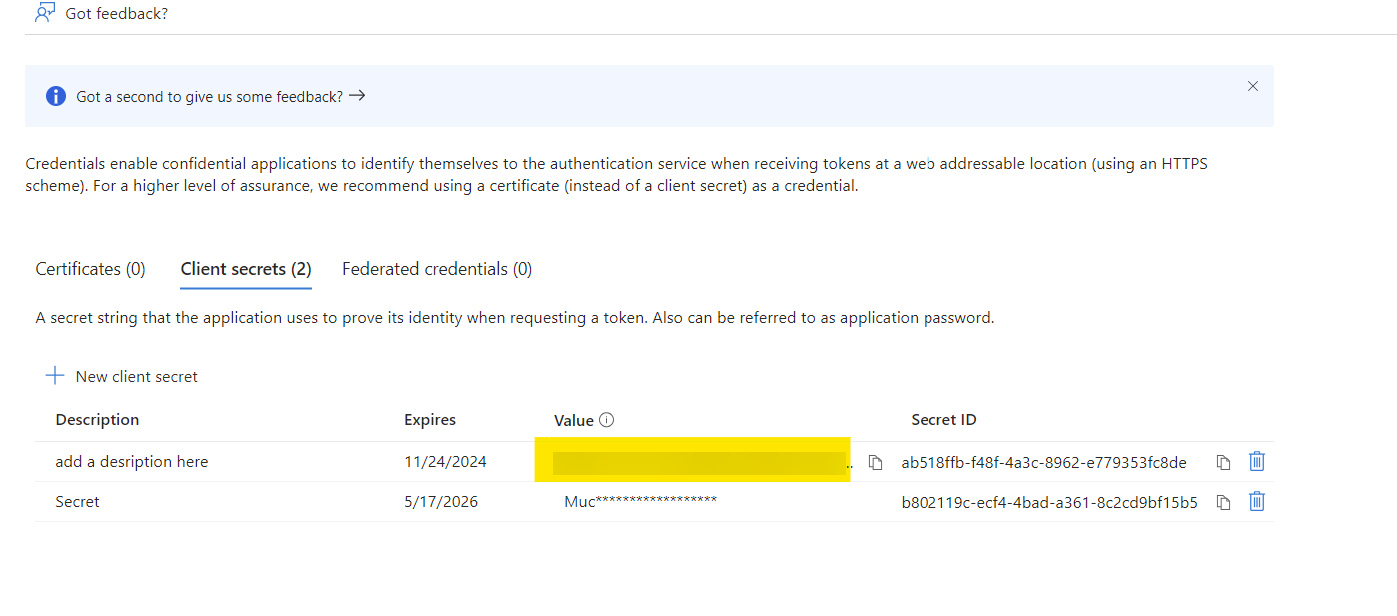 Got feedback?
Got a second to give us some feedback? →
Credentials enable confidential applications to identify themselves to the authentication service when receiving tokens at a web addressable location (using an HTTPS
scheme). For a higher level of assurance, we recommend using a certificate (instead of a client secret) as a credential.
Certificates (0) Client secrets (2) Federated credentials (0)
A secret string that the application uses to prove its identity when requesting a token. Also can be referred to as application password.
New client secret
Description Expires Value Secret ID
add a desription here 11/24/2024 .. ab518ffb-f48f-4a3c-8962-e779353fc8de
Secret 5/17/2026 Muc****************** b802119c-ecf4-4bad-a361-8c2cd9bf15b5